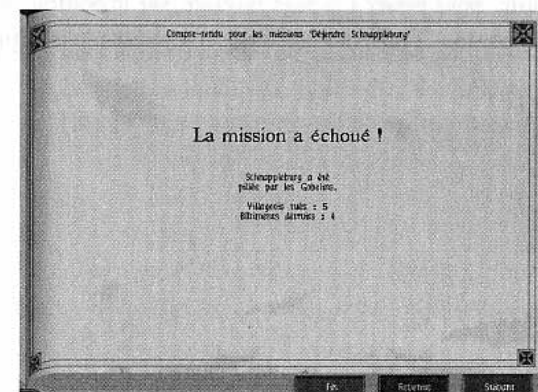 Compte-rendu pour les missions "Défendre Schnappleburg"
La mission a échoué !
Schnappleburg a été
pillée par les Gobelins.
Villageois tués : 5
Bâtiments détruits : 4
Suivant